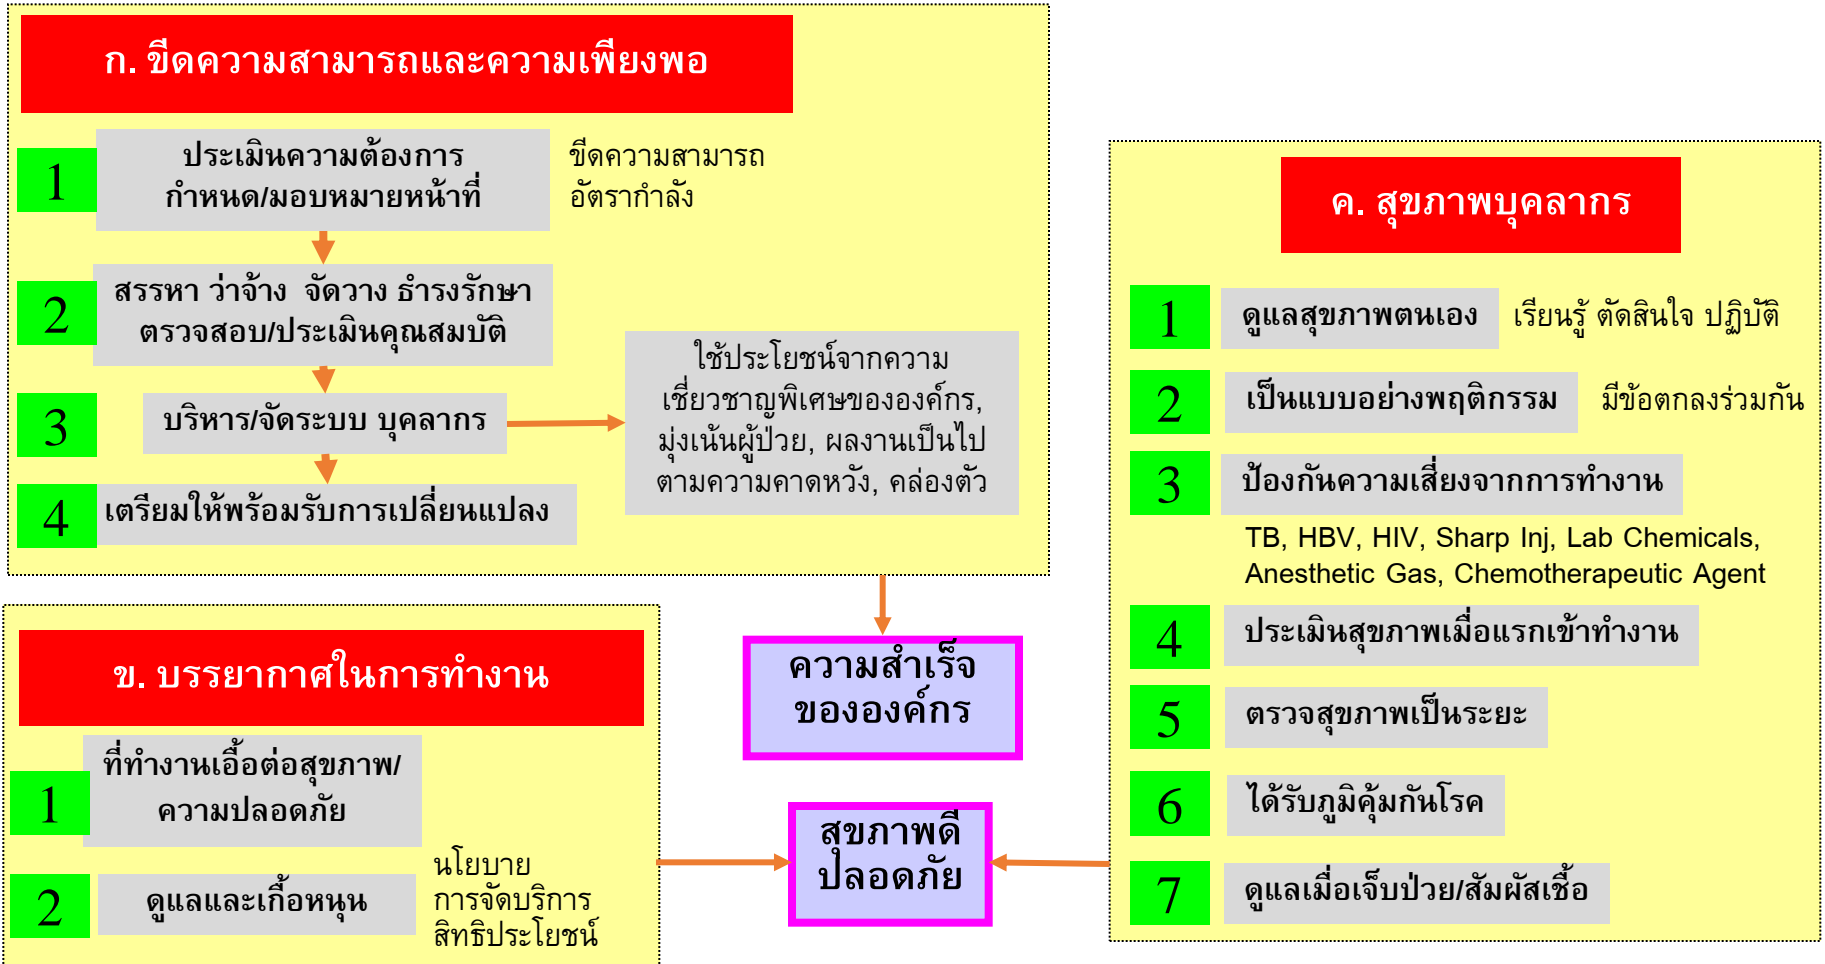 ก. ขีดความสามารถและความเพียงพอ
1
ประเมินความต้องการ
กำหนด/มอบหมายหน้าที่
ขีดความสามารถ
อัตรากำลัง
2
สรรหา ว่าจ้าง จัดวาง ธำรงรักษา
ตรวจสอบ/ประเมินคุณสมบัติ
3
บริหาร/จัดระบบ บุคลากร
ใช้ประโยชน์จากความ
เชี่ยวชาญพิเศษขององค์กร,
มุ่งเน้นผู้ป่วย, ผลงานเป็นไป
ตามความคาดหวัง, คล่องตัว
4
เตรียมให้พร้อมรับการเปลี่ยนแปลง
ข. บรรยากาศในการทำงาน
1
ที่ทำงานเอื้อต่อสุขภาพ/
ความปลอดภัย
2
ดูแลและเกื้อหนุน
นโยบาย
การจัดบริการ
สิทธิประโยชน์
ความสำเร็จ
ขององค์กร
สุขภาพดี
ปลอดภัย
ค. สุขภาพบุคลากร
1
ดูแลสุขภาพตนเอง
เรียนรู้ ตัดสินใจ ปฏิบัติ
2
เป็นแบบอย่างพฤติกรรม
มีข้อตกลงร่วมกัน
3
ป้องกันความเสี่ยงจากการทำงาน
TB, HBV, HIV, Sharp Inj, Lab Chemicals,
Anesthetic Gas, Chemotherapeutic Agent
4
ประเมินสุขภาพเมื่อแรกเข้าทำงาน
5
ตรวจสุขภาพเป็นระยะ
6
ได้รับภูมิคุ้มกันโรค
7
ดูแลเมื่อเจ็บป่วย/สัมผัสเชื้อ